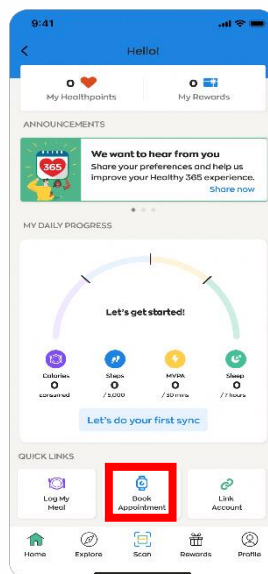 9:41
Hello!
0
My Healthpoints
0
My Rewards
ANNOUNCEMENTS
365
We want to hear from you
Share your preferences and help us
improve your Healthy 365 experience.
Share now
MY DAILY PROGRESS
Let's get started!
Calories
0
consumed
Steps
0
/5,000
MVPA
0
/30 mins
Sleep
0
/7 hours
Let's do your first sync
QUICK LINKS
Log My
Meal
Book
Appointment
Link
Account
Home
Explore
Scan
Rewards
Profile